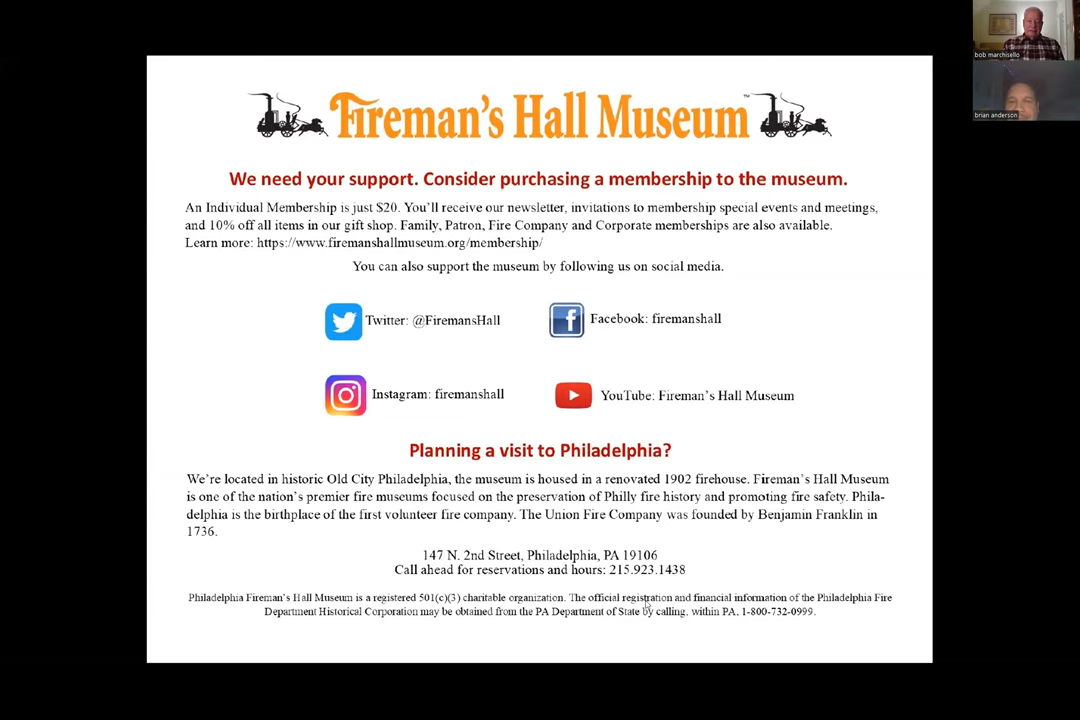 bob marchisello
brian anderson
Fireman's Hall Museum™
We need your support. Consider purchasing a membership to the museum.
An Individual Membership is just $20. You'll receive our newsletter, invitations to membership special events and meetings,
and 10% off all items in our gift shop. Family, Patron, Fire Company and Corporate memberships are also available.
Learn more: https://www.firemanshallmuseum.org/membership/
You can also support the museum by following us on social media.
Twitter: @FiremansHall
Facebook: firemanshall
Instagram: firemanshall
YouTube: Fireman's Hall Museum
Planning a visit to Philadelphia?
We're located in historic Old City Philadelphia, the museum is housed in a renovated 1902 firehouse. Fireman's Hall Museum
is one of the nation's premier fire museums focused on the preservation of Philly fire history and promoting fire safety. Phila-
delphia is the birthplace of the first volunteer fire company. The Union Fire Company was founded by Benjamin Franklin in
1736.
147 N. 2nd Street, Philadelphia, PA 19106
Call ahead for reservations and hours: 215.923.1438
Philadelphia Fireman's Hall Museum is a registered 501(c)(3) charitable organization. The official registration and financial information of the Philadelphia Fire
Department Historical Corporation may be obtained from the PA Department of State by calling, within PA, 1-800-732-0999.